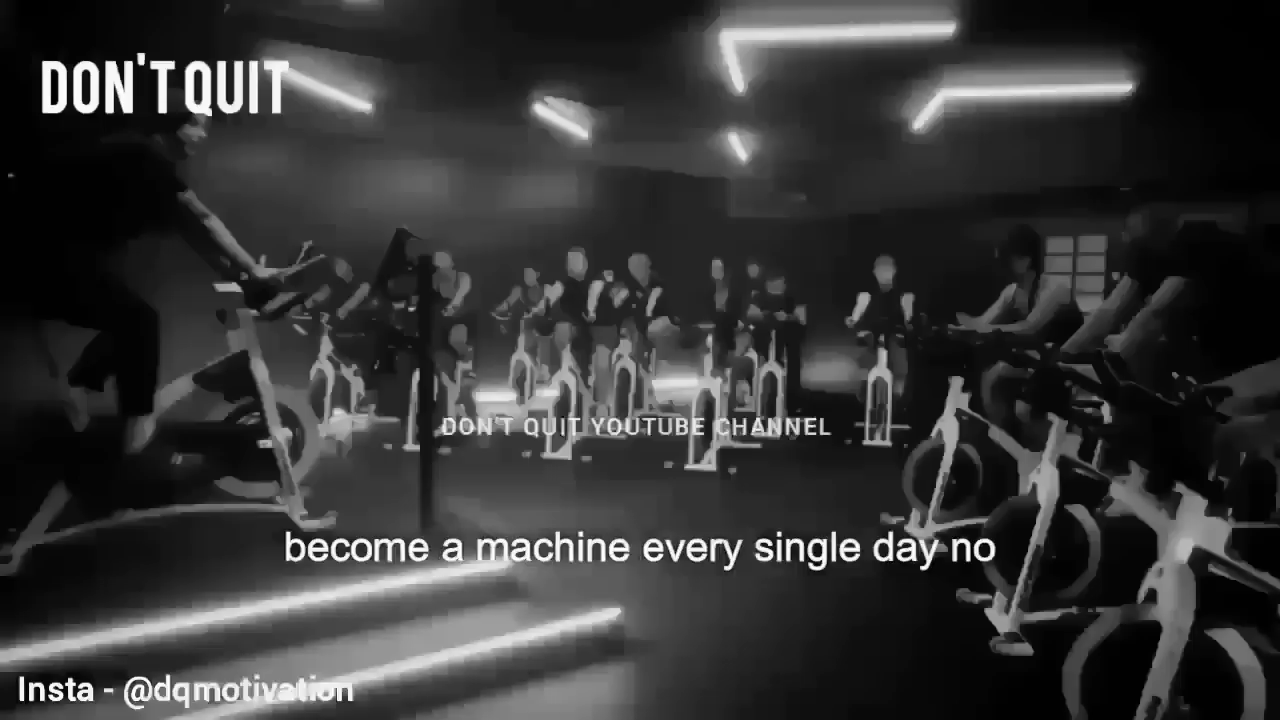 DON'T QUIT
DON'T QUIT YOUTUBE CHANNEL
become a machine every single day no
Insta - @dqmotivation